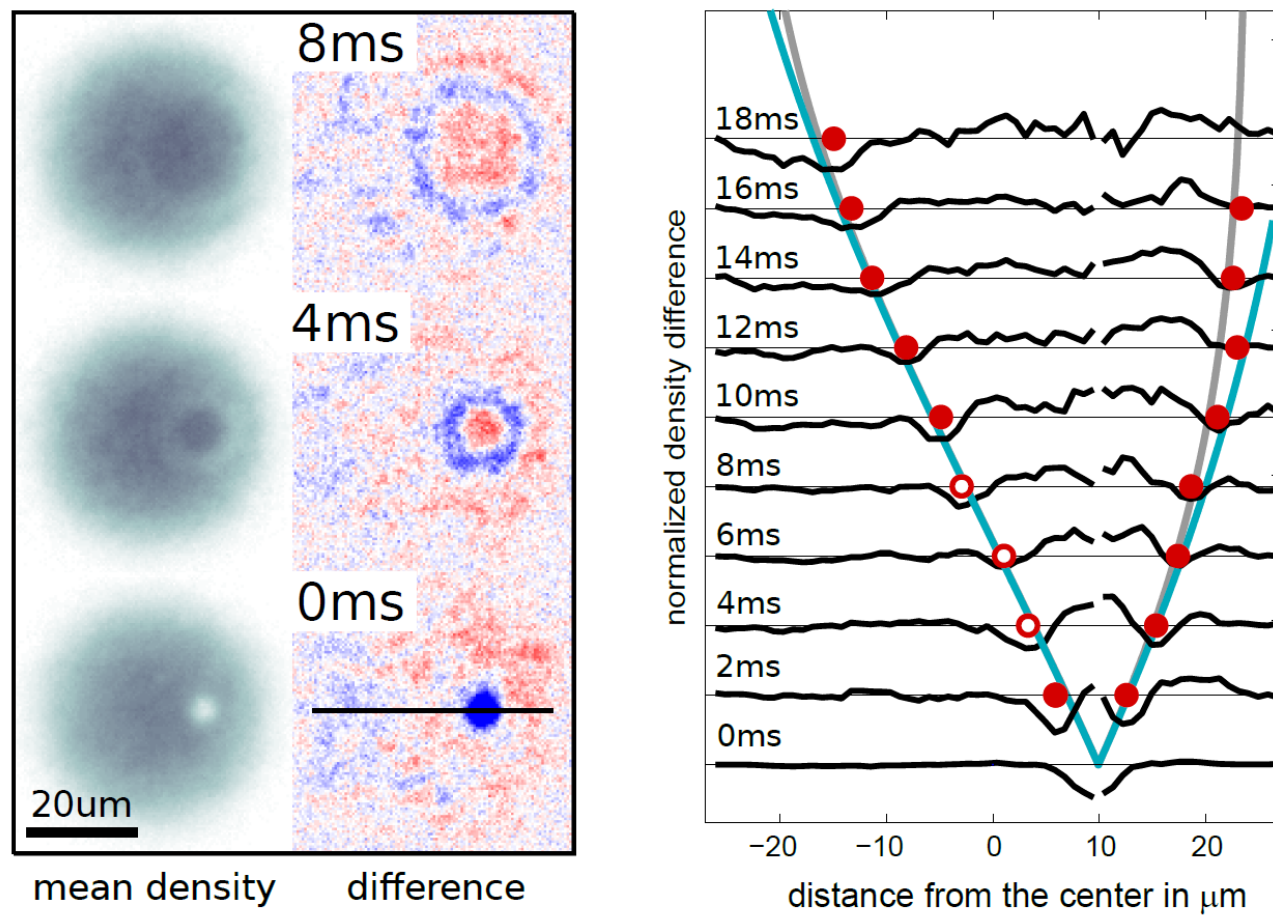 8ms
4ms
0ms
20um
mean density
difference
normalized density difference
18ms
16ms
14ms
12ms
10ms
8ms
6ms
4ms
2ms
0ms
−20
−10
0
10
20
distance from the center in μm